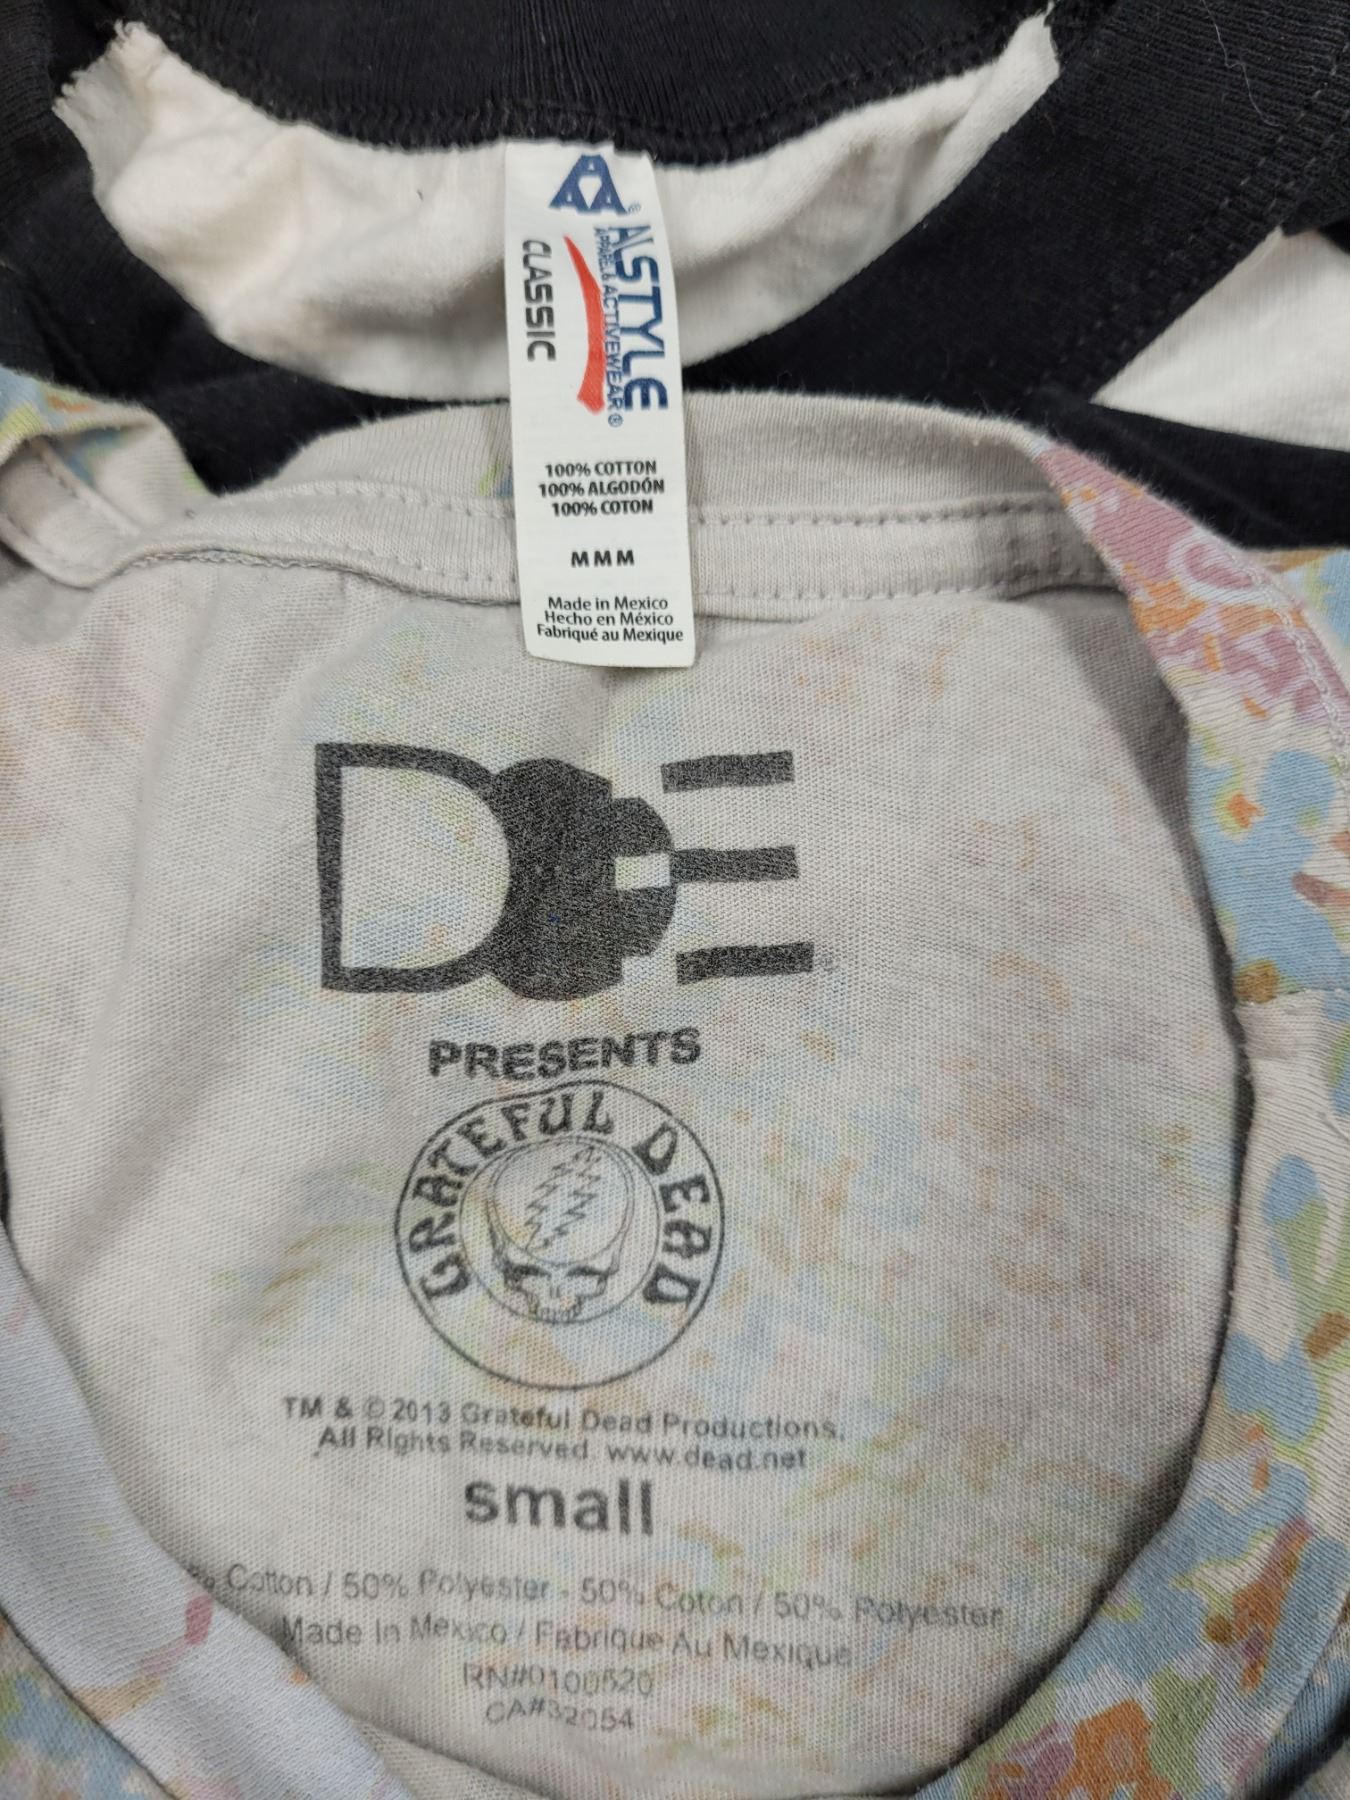 ALSTYLE
APPAREL & ACTIVEWEAR®
CLASSIC
100% COTTON
100% ALGODÓN
100% COTON
M M M
Made in Mexico
Hecho en México
Fabriqué au Mexique
DOE
PRESENTS
GRATEFUL DEAD
TM & © 2013 Grateful Dead Productions.
All Rights Reserved. www.dead.net
small
% Cotton / 50% Polyester - 50% Coton / 50% Polyester
Made In Mexico / Fabrique Au Mexique
RN#0100520
CA#32054